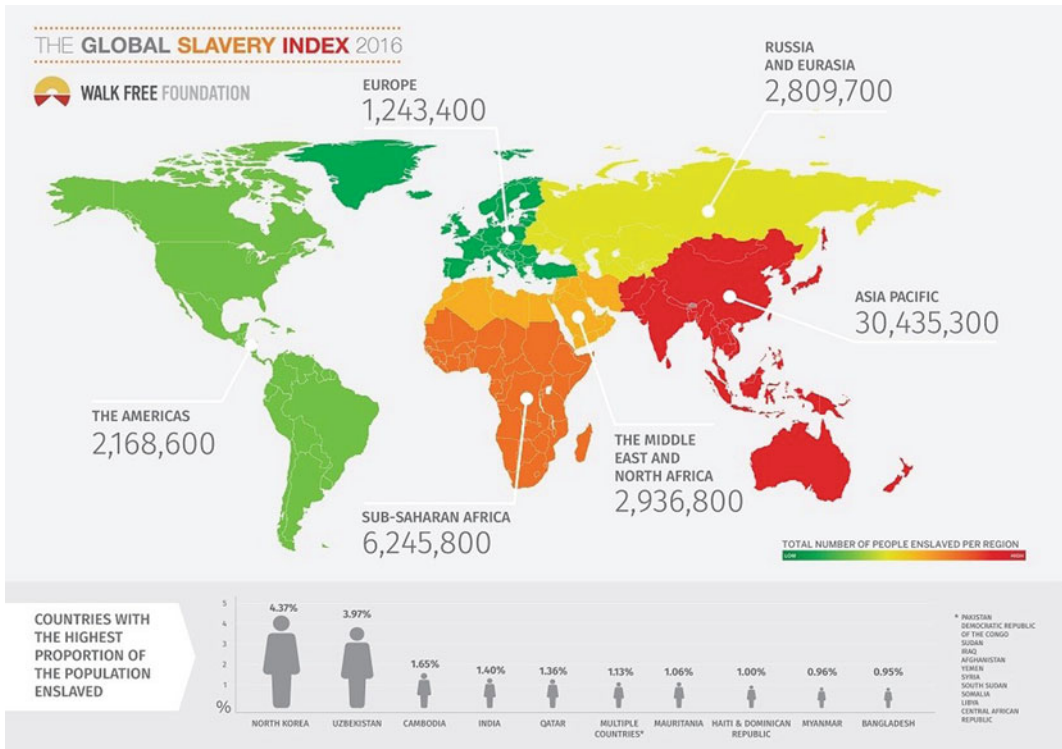 THE GLOBAL SLAVERY INDEX 2016
WALK FREE FOUNDATION
EUROPE
1,243,400
RUSSIA
AND EURASIA
2,809,700
ASIA PACIFIC
30,435,300
THE AMERICAS
2,168,600
THE MIDDLE
EAST AND
NORTH AFRICA
2,936,800
SUB-SAHARAN AFRICA
6,245,800
TOTAL NUMBER OF PEOPLE ENSLAVED PER REGION
LOW
HIGH
COUNTRIES WITH
THE HIGHEST
PROPORTION OF
THE POPULATION
ENSLAVED
5
4
3
2
1
%
4.37%
3.97%
1.65%
1.40%
1.36%
1.13%
1.06%
1.00%
0.96%
0.95%
NORTH KOREA
UZBEKISTAN
CAMBODIA
INDIA
QATAR
MULTIPLE
COUNTRIES*
MAURITANIA
HAITI & DOMINICAN
REPUBLIC
MYANMAR
BANGLADESH
* PAKISTAN
DEMOCRATIC REPUBLIC
OF THE CONGO
SUDAN
IRAQ
AFGHANISTAN
YEMEN
SYRIA
SOUTH SUDAN
SOMALIA
LIBYA
CENTRAL AFRICAN
REPUBLIC